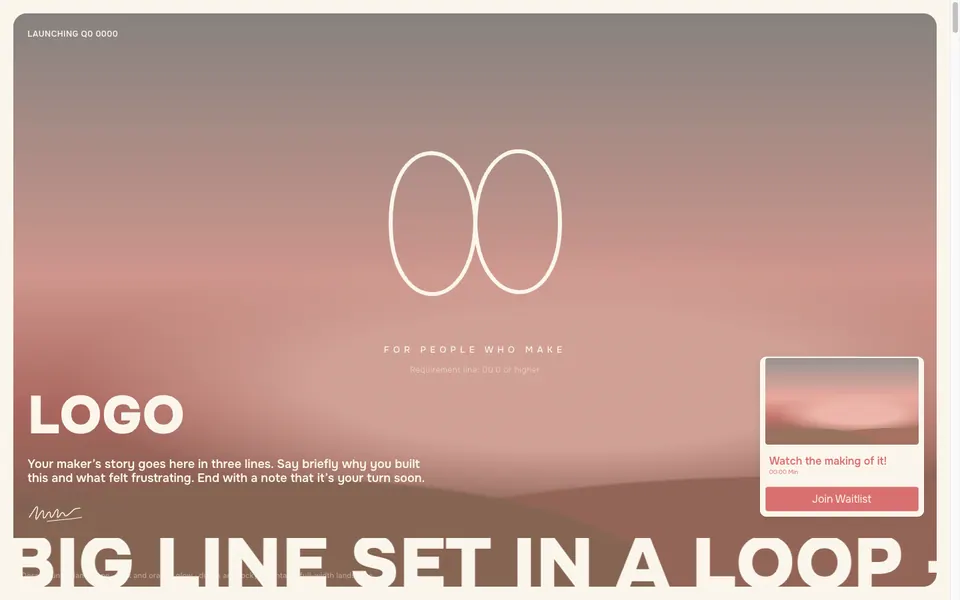 LAUNCHING Q0 0000
FOR PEOPLE WHO MAKE
Requirement line: 00.0 or higher
LOGO
Your maker's story goes here in three lines. Say briefly why you built
this and what felt frustrating. End with a note that it's your turn soon.
Watch the making of it!
00:00 Min
Join Waitlist
BIG LINE SET IN A LOOP -